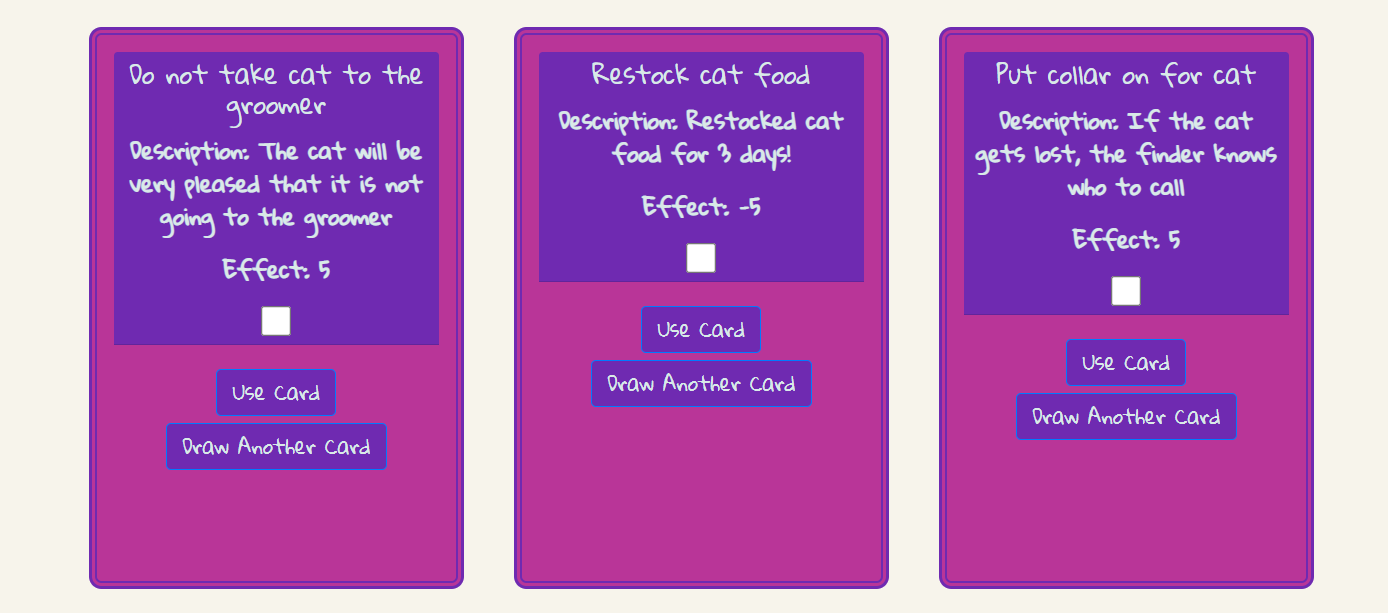 Do not take cat to the
groomer
Description: The cat will be
very pleased that it is not
going to the groomer
Effect: 5
Use Card
Draw Another Card
Restock cat food
Description: Restocked cat
food for 3 days!
Effect: -5
Use Card
Draw Another Card
Put collar on for cat
Description: If the cat
gets lost, the finder knows
who to call
Effect: 5
Use Card
Draw Another Card